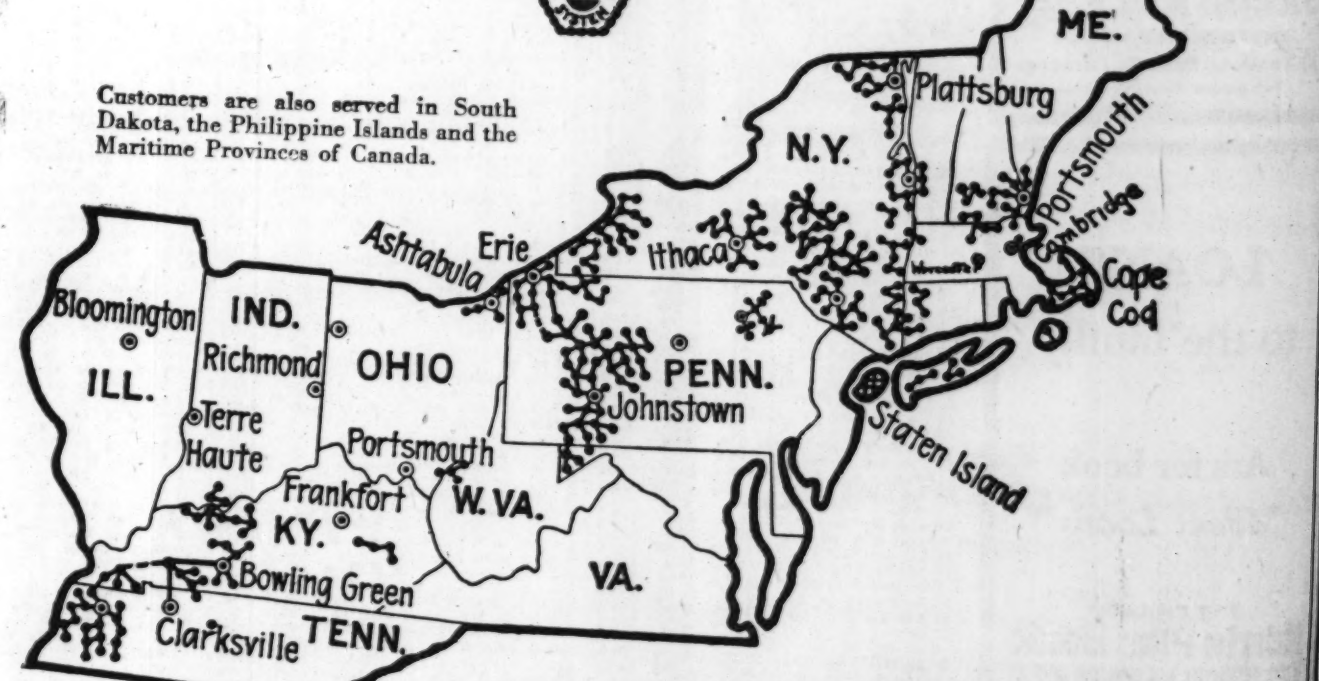 SYSTEM
ME.
Customers are also served in South
Dakota, the Philippine Islands and the
Maritime Provinces of Canada.
Plattsburg
N.Y.
Portsmouth
Cambridge
Ashtabula
Erie
Ithaca
Cape
Cod
Bloomington
IND.
Richmond
OHIO
ILL.
PENN.
Johnstown
Terre
Haute
Staten Island
Portsmouth
Frankfort
W. VA.
KY.
VA.
Bowling Green
Clarksville
TENN.